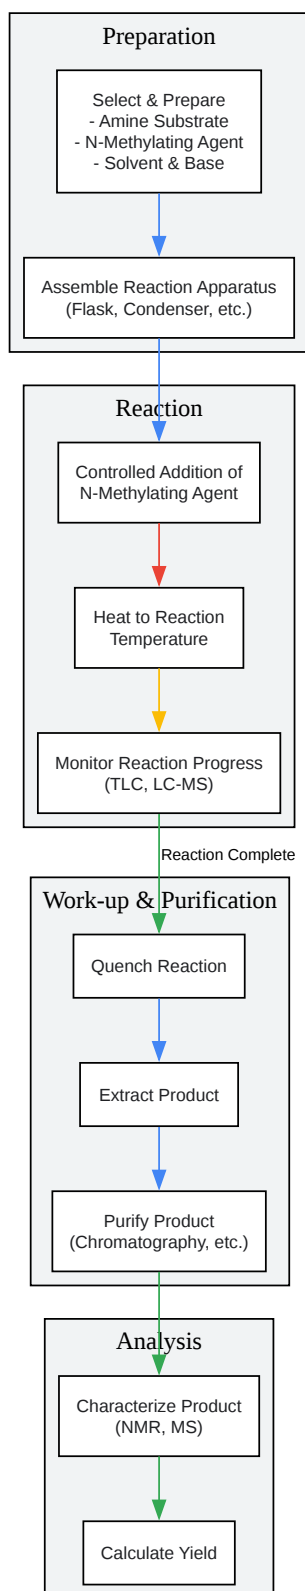 Preparation
Select & Prepare
- Amine Substrate
- N-Methylating Agent
- Solvent & Base
Assemble Reaction Apparatus
(Flask, Condenser, etc.)
Reaction
Controlled Addition of
N-Methylating Agent
Heat to Reaction
Temperature
Monitor Reaction Progress
(TLC, LC-MS)
Reaction Complete
Work-up & Purification
Quench Reaction
Extract Product
Purify Product
(Chromatography, etc.)
Analysis
Characterize Product
(NMR, MS)
Calculate Yield